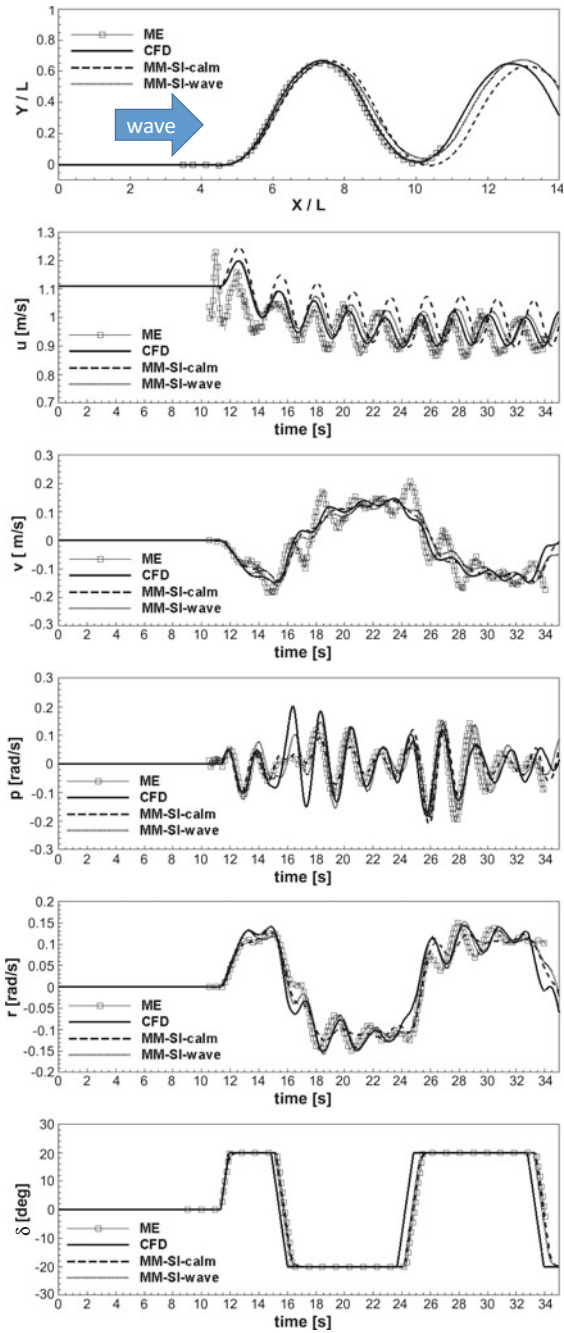 1
0.8
0.6
0.4
0.2
0
Y / L
ME
CFD
MM-SI-calm
MM-SI-wave
wave
0 2 4 6 8 10 12 14
X / L
1.3
1.2
1.1
1.0
0.9
0.8
0.7
u [m/s]
ME
CFD
MM-SI-calm
MM-SI-wave
0 2 4 6 8 10 12 14 16 18 20 22 24 26 28 30 32 34
time [s]
0.3
0.2
0.1
0
-0.1
-0.2
-0.3
v [ m/s]
ME
CFD
MM-SI-calm
MM-SI-wave
0 2 4 6 8 10 12 14 16 18 20 22 24 26 28 30 32 34
time [s]
0.3
0.2
0.1
0
-0.1
-0.2
-0.3
p [rad/s]
ME
CFD
MM-SI-calm
MM-SI-wave
0 2 4 6 8 10 12 14 16 18 20 22 24 26 28 30 32 34
time [s]
0.2
0.15
0.1
0.05
0
-0.05
-0.1
-0.15
-0.2
r [rad/s]
ME
CFD
MM-SI-calm
MM-SI-wave
0 2 4 6 8 10 12 14 16 18 20 22 24 26 28 30 32 34
time [s]
30
20
10
0
-10
-20
-30
δ [deg]
ME
CFD
MM-SI-calm
MM-SI-wave
0 2 4 6 8 10 12 14 16 18 20 22 24 26 28 30 32 34
time [s]